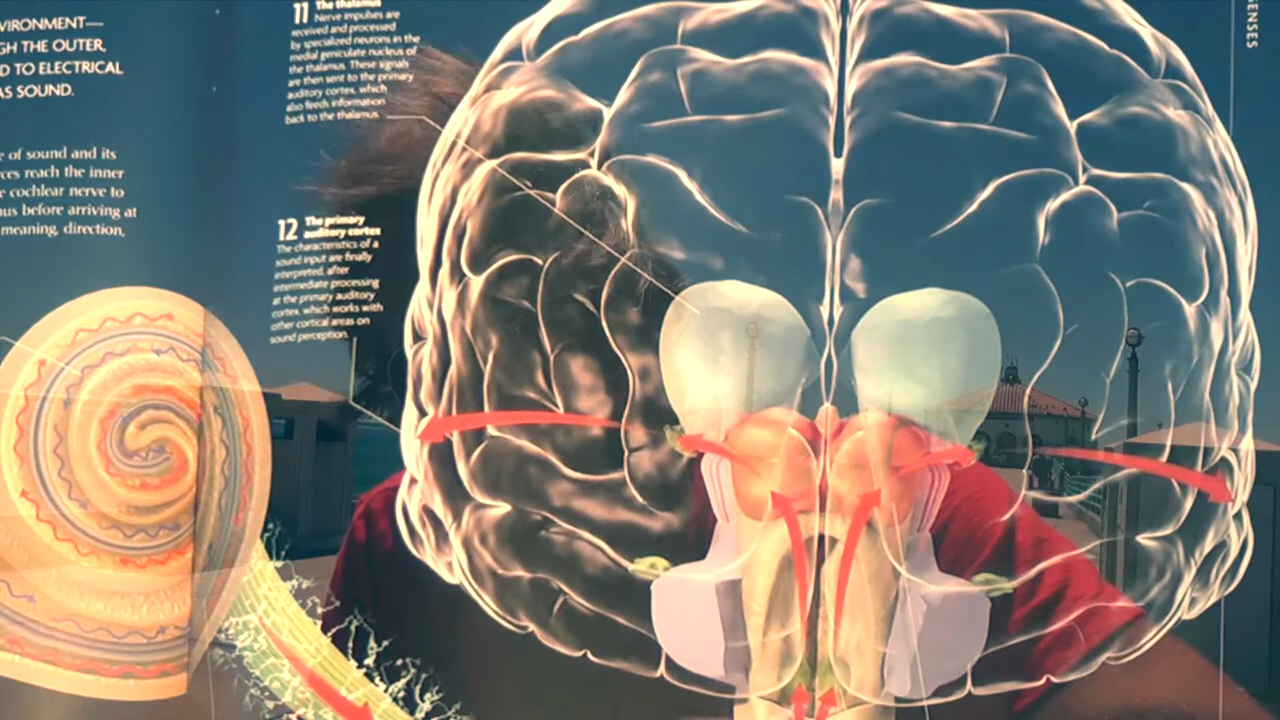 VIRONMENT—
GH THE OUTER,
D TO ELECTRICAL
AS SOUND.
e of sound and its
ces reach the inner
e cochlear nerve to
us before arriving at
meaning, direction,
11 The thalamus
Nerve impulses are
received and processed
by specialized neurons in the
medial geniculate nucleus of
the thalamus. These signals
are then sent to the primary
auditory cortex, which
also feeds information
back to the thalamus.
12 The primary
auditory cortex
The characteristics of a
sound input are finally
interpreted, after
intermediate processing
at the primary auditory
cortex, which works with
other cortical areas on
sound perception.
SENSES